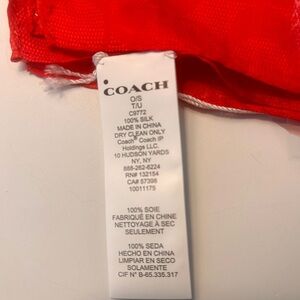 COACH
O/S
T/U
C9772
100% SILK
MADE IN CHINA
DRY CLEAN ONLY
Coach® Coach IP
Holdings LLC.
10 HUDSON YARDS
NY, NY
888-262-6224
RN# 132154
CA# 57398
10011175
100% SOIE
FABRIQUÉ EN CHINE
NETTOYAGE À SEC
SEULEMENT
100% SEDA
HECHO EN CHINA
LIMPIAR EN SECO
SOLAMENTE
CIF Nº B-65.335.317